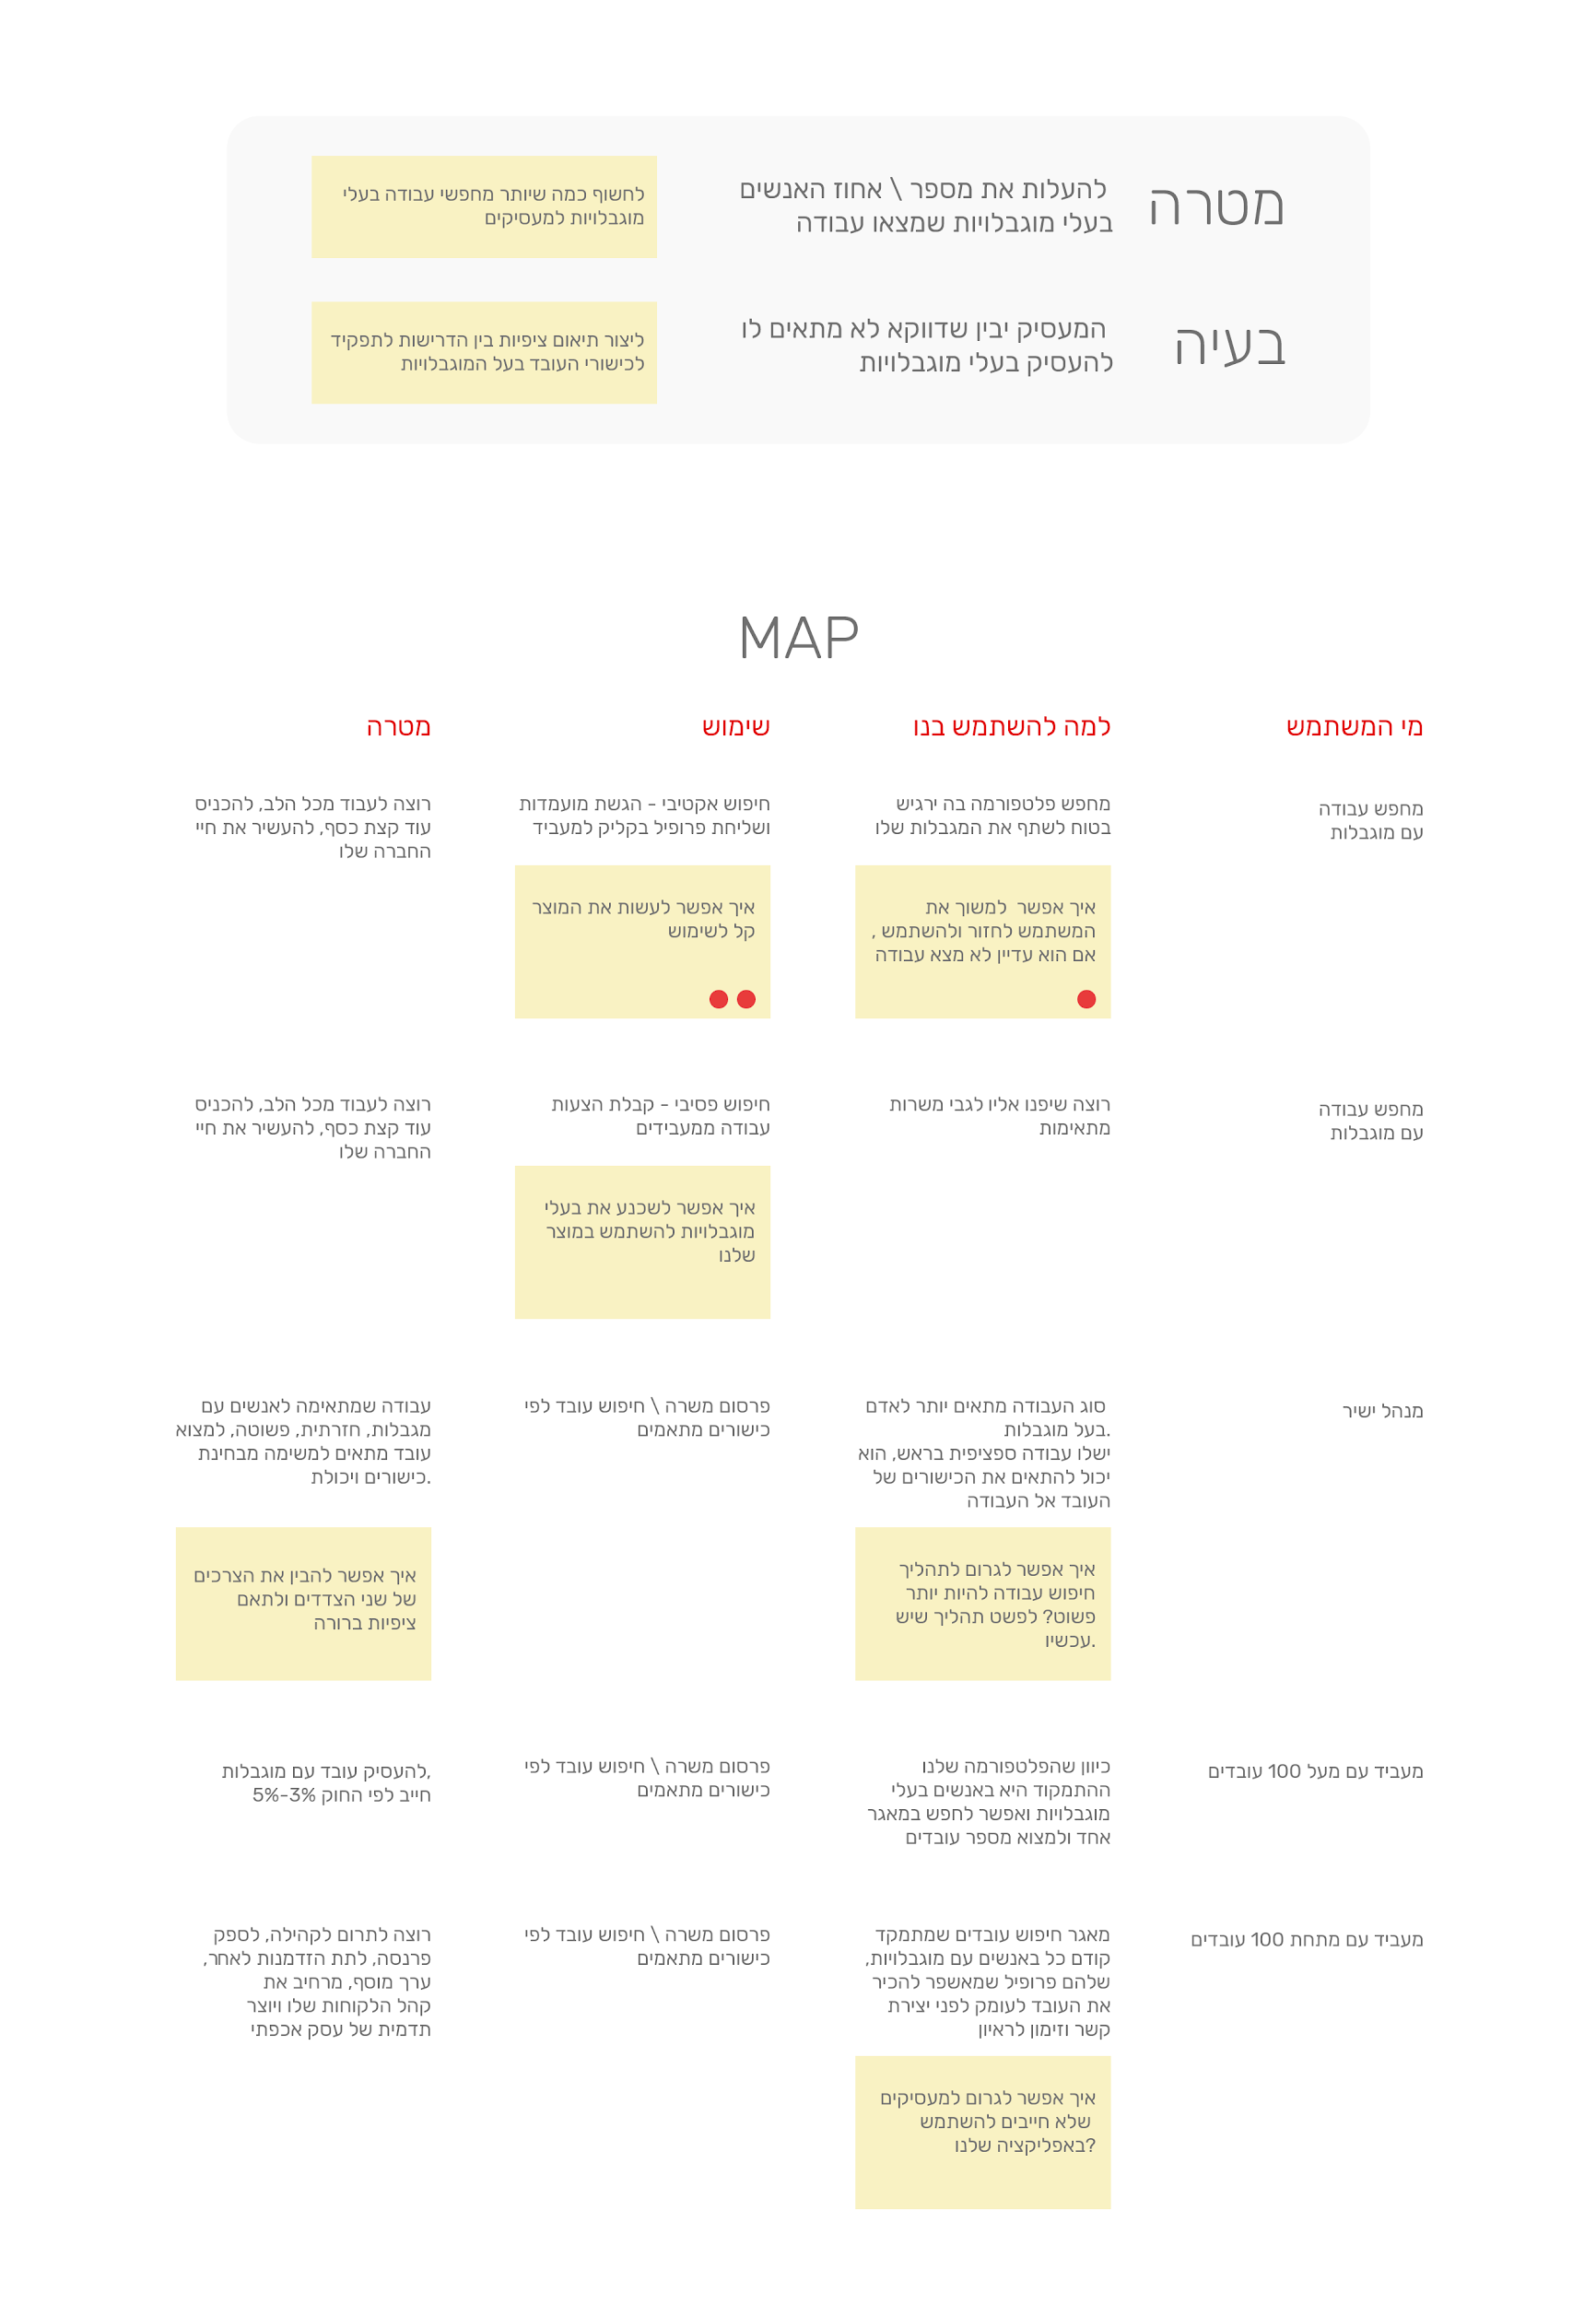 מטרה
להעלות את מספר \ אחוז האנשים
בעלי מוגבלויות שמצאו עבודה
לחשוף כמה שיותר מחפשי עבודה בעלי
מוגבלויות למעסיקים
בעיה
המעסיק יבין שדווקא לא מתאים לו
להעסיק בעלי מוגבלויות
ליצור תיאום ציפיות בין הדרישות לתפקיד
לכישורי העובד בעל המוגבלויות
MAP
מי המשתמש
למה להשתמש בנו
שימוש
מטרה
מחפש עבודה
עם מוגבלות
מחפש פלטפורמה בה ירגיש
בטוח לשתף את המגבלות שלו
איך אפשר למשוך את
המשתמש לחזור ולהשתמש ,
אם הוא עדיין לא מצא עבודה
חיפוש אקטיבי - הגשת מועמדות
ושליחת פרופיל בקליק למעביד
איך אפשר לעשות את המוצר
קל לשימוש
רוצה לעבוד מכל הלב, להכניס
עוד קצת כסף, להעשיר את חיי
החברה שלו
מחפש עבודה
עם מוגבלות
רוצה שיפנו אליו לגבי משרות
מתאימות
חיפוש פסיבי - קבלת הצעות
עבודה ממעבידים
איך אפשר לשכנע את בעלי
מוגבלויות להשתמש במוצר
שלנו
רוצה לעבוד מכל הלב, להכניס
עוד קצת כסף, להעשיר את חיי
החברה שלו
מנהל ישיר
סוג העבודה מתאים יותר לאדם
.בעל מוגבלות
ישלו עבודה ספציפית בראש, הוא
יכול להתאים את הכישורים של
העובד אל העבודה
איך אפשר לגרום לתהליך
חיפוש עבודה להיות יותר
פשוט? לפשט תהליך שיש
.עכשיו
פרסום משרה \ חיפוש עובד לפי
כישורים מתאמים
עבודה שמתאימה לאנשים עם
מגבלות, חזרתית, פשוטה, למצוא
עובד מתאים למשימה מבחינת
.כישורים ויכולת
איך אפשר להבין את הצרכים
של שני הצדדים ולתאם
ציפיות ברורה
מעביד עם מעל 100 עובדים
כיוון שהפלטפורמה שלנו
ההתמקוד היא באנשים בעלי
מוגבלויות ואפשר לחפש במאגר
אחד ולמצוא מספר עובדים
פרסום משרה \ חיפוש עובד לפי
כישורים מתאמים
,להעסיק עובד עם מוגבלות
חייב לפי החוק 3%-5%
מעביד עם מתחת 100 עובדים
מאגר חיפוש עובדים שמתמקד
קודם כל באנשים עם מוגבלויות,
שלהם פרופיל שמאשפר להכיר
את העובד לעומק לפני יצירת
קשר וזימון לראיון
איך אפשר לגרום למעסיקים
שלא חייבים להשתמש
?באפליקציה שלנו
פרסום משרה \ חיפוש עובד לפי
כישורים מתאמים
רוצה לתרום לקהילה, לספק
פרנסה, לתת הזדמנות לאחר,
ערך מוסף, מרחיב את
קהל הלקוחות שלו ויוצר
תדמית של עסק אכפתי